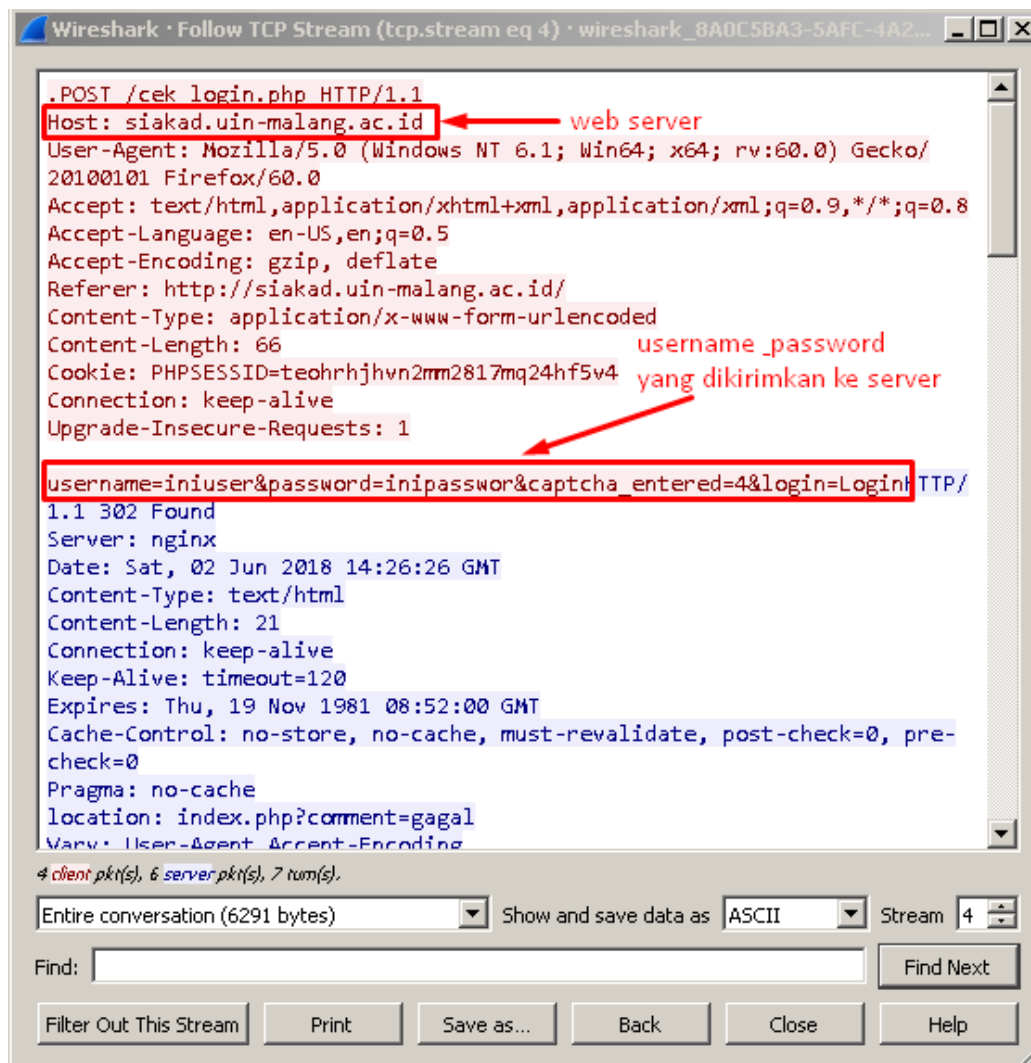 Wireshark · Follow TCP Stream (tcp.stream eq 4) · wireshark_8A0C5BA3-5AFC-4A2...
.POST /cek_login.php HTTP/1.1
Host: siakad.uin-malang.ac.id
web server
User-Agent: Mozilla/5.0 (Windows NT 6.1; Win64; x64; rv:60.0) Gecko/
20100101 Firefox/60.0
Accept: text/html,application/xhtml+xml,application/xml;q=0.9,*/*;q=0.8
Accept-Language: en-US,en;q=0.5
Accept-Encoding: gzip, deflate
Referer: http://siakad.uin-malang.ac.id/
Content-Type: application/x-www-form-urlencoded
Content-Length: 66
username _password
Cookie: PHPSESSID=teohrhjhvn2mm2817mq24hf5v4
yang dikirimkan ke server
Connection: keep-alive
Upgrade-Insecure-Requests: 1
username=iniuser&password=inipasswor&captcha_entered=4&login=LoginHTTP/
1.1 302 Found
Server: nginx
Date: Sat, 02 Jun 2018 14:26:26 GMT
Content-Type: text/html
Content-Length: 21
Connection: keep-alive
Keep-Alive: timeout=120
Expires: Thu, 19 Nov 1981 08:52:00 GMT
Cache-Control: no-store, no-cache, must-revalidate, post-check=0, pre-
check=0
Pragma: no-cache
location: index.php?comment=gagal
Vary: User-Agent,Accept-Encoding
4 client pkt(s), 6 server pkt(s), 7 turn(s).
Entire conversation (6291 bytes)
Show and save data as
ASCII
Stream
4
Find:
Find Next
Filter Out This Stream
Print
Save as...
Back
Close
Help